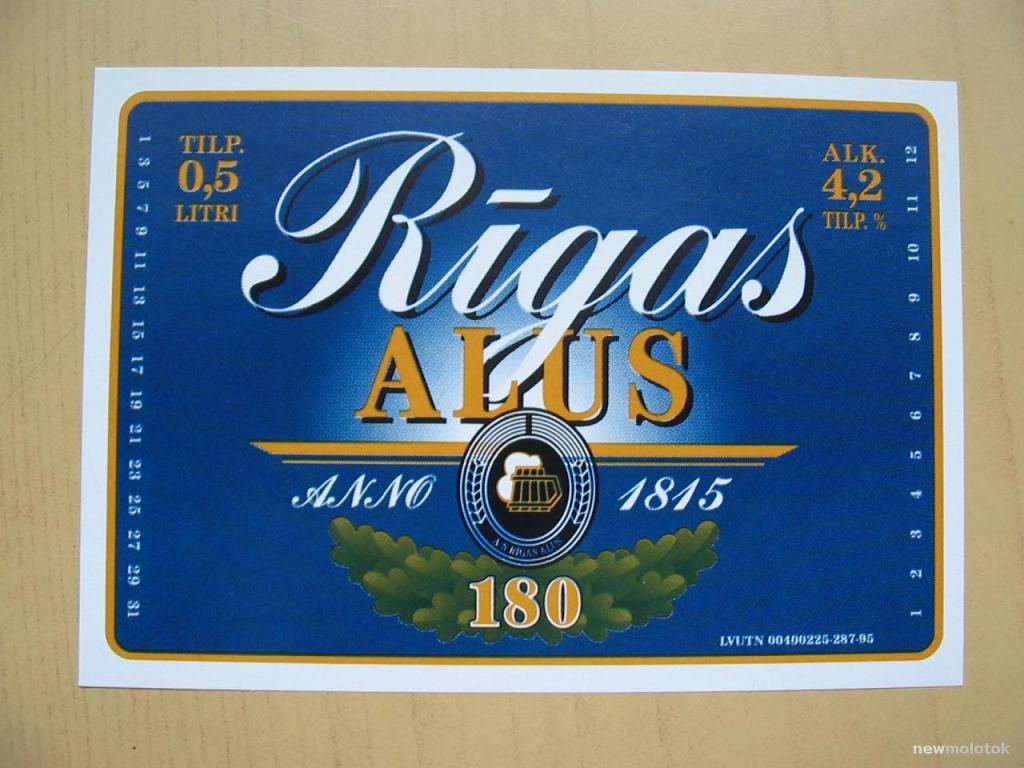 TILP.
0,5
LITRI
ALK.
4,2
TILP. %
Rīgas
ALUS
ANNO 1815
A/S RĪGAS ALUS
180
LVUTN 00400225-287-95
1 3 5 7 9 11 13 15 17 19 21 23 25 27 29 31
1 2 3 4 5 6 7 8 9 10 11 12
newmolotok